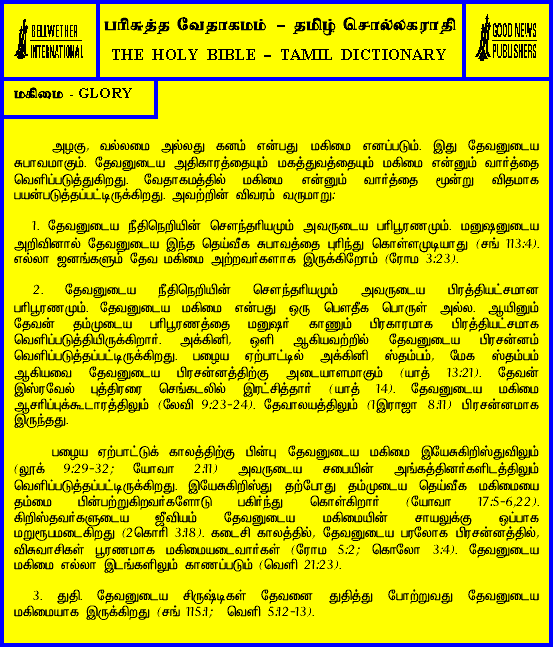 BELLWETHER
INTERNATIONAL
பரிசுத்த வேதாகமம் - தமிழ் சொல்லகராதி
THE HOLY BIBLE – TAMIL DICTIONARY
GOOD NEWS
PUBLISHERS
மகிமை - GLORY
அழகு, வல்லமை அல்லது கனம் என்பது மகிமை எனப்படும். இது தேவனுடைய
சுபாவமாகும். தேவனுடைய அதிகாரத்தையும் மகத்துவத்தையும் மகிமை என்னும் வார்த்தை
வெளிப்படுத்துகிறது. வேதாகமத்தில் மகிமை என்னும் வார்த்தை மூன்று விதமாக
பயன்படுத்தப்பட்டிருக்கிறது. அவற்றின் விவரம் வருமாறு:
1. தேவனுடைய நீதிநெறியின் சௌந்தரியமும் அவருடைய பரிபூரணமும். மனுஷனுடைய
அறிவினால் தேவனுடைய இந்த தெய்வீக சுபாவத்தை புரிந்து கொள்ளமுடியாது (சங் 113:4).
எல்லா ஜனங்களும் தேவ மகிமை அற்றவர்களாக இருக்கிறோம் (ரோம 3:23).
2. தேவனுடைய நீதிநெறியின் சௌந்தரியமும் அவருடைய பிரத்தியட்சமான
பரிபூரணமும். தேவனுடைய மகிமை என்பது ஒரு பௌதீக பொருள் அல்ல. ஆயினும்
தேவன் தம்முடைய பரிபூரணத்தை மனுஷர் காணும் பிரகாரமாக பிரத்தியட்சமாக
வெளிப்படுத்தியிருக்கிறார். அக்கினி, ஒளி ஆகியவற்றில் தேவனுடைய பிரசன்னம்
வெளிப்படுத்தப்பட்டிருக்கிறது. பழைய ஏற்பாட்டில் அக்கினி ஸ்தம்பம், மேக ஸ்தம்பம்
ஆகியவை தேவனுடைய பிரசன்னத்திற்கு அடையாளமாகும் (யாத் 13:21). தேவன்
இஸ்ரவேல் புத்திரரை செங்கடலில் இரட்சித்தார் (யாத் 14). தேவனுடைய மகிமை
ஆசரிப்புக்கூடாரத்திலும் (லேவி 9:23-24). தேவாலயத்திலும் (1இராஜா 8:11) பிரசன்னமாக
இருந்தது.
பழைய ஏற்பாட்டுக் காலத்திற்கு பின்பு தேவனுடைய மகிமை இயேசுகிறிஸ்துவிலும்
(லூக் 9:29-32; யோவா 2:11) அவருடைய சபையின் அங்கத்தினர்களிடத்திலும்
வெளிப்படுத்தப்பட்டிருக்கிறது. இயேசுகிறிஸ்து தற்போது தம்முடைய தெய்வீக மகிமையை
தம்மை பின்பற்றுகிறவர்களோடு பகிர்ந்து கொள்கிறார் (யோவா 17:5-6,22).
கிறிஸ்தவர்களுடைய ஜீவியம் தேவனுடைய மகிமையின் சாயலுக்கு ஒப்பாக
மறுரூபமடைகிறது (2கொரி 3:18). கடைசி காலத்தில், தேவனுடைய பரலோக பிரசன்னத்தில்,
விசுவாசிகள் பூரணமாக மகிமையடைவார்கள் (ரோம 5:2; கொலோ 3:4). தேவனுடைய
மகிமை எல்லா இடங்களிலும் காணப்படும் (வெளி 21:23).
3. துதி. தேவனுடைய சிருஷ்டிகள் தேவனை துதித்து போற்றுவது தேவனுடைய
மகிமையாக இருக்கிறது (சங் 115:1; வெளி 5:12-13).